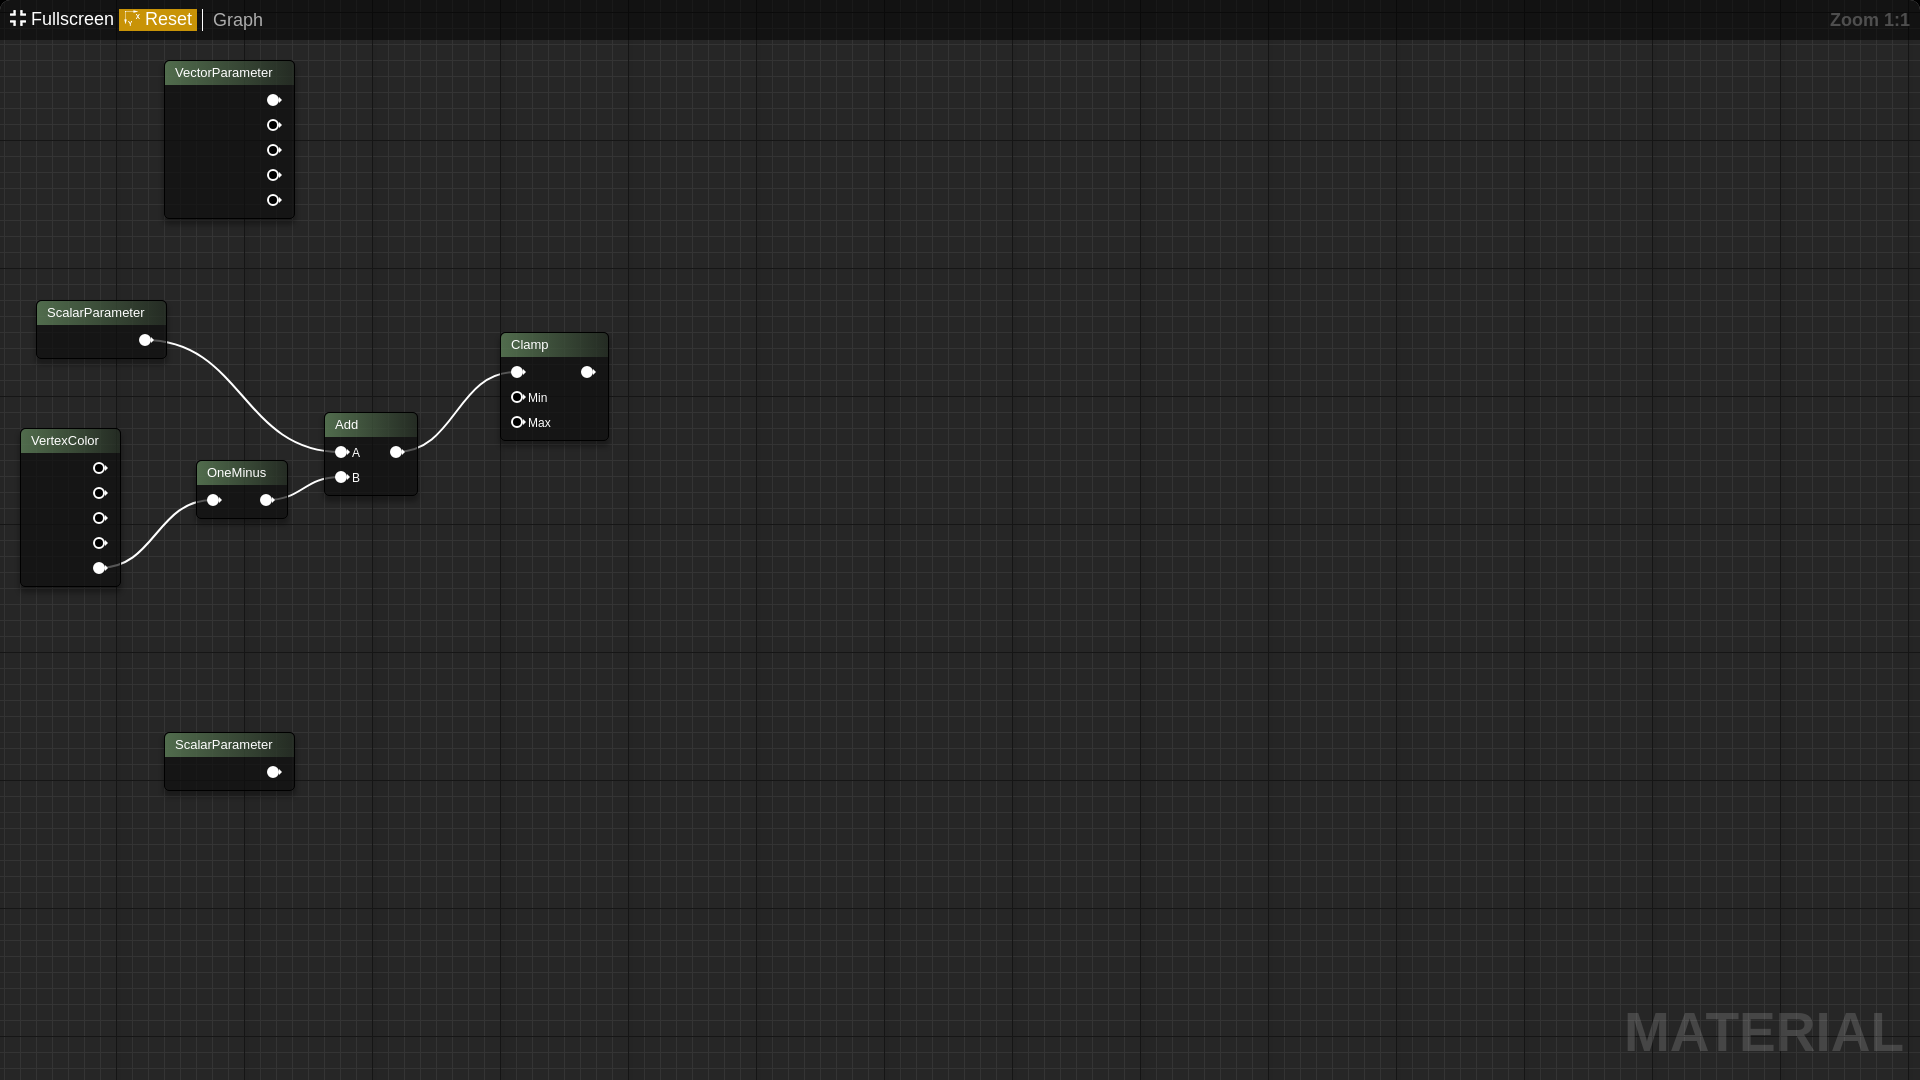 Fullscreen Reset Graph Zoom 1:1
VectorParameter
ScalarParameter
Clamp
Min
Max
Add
A
B
VertexColor
OneMinus
ScalarParameter
MATERIAL